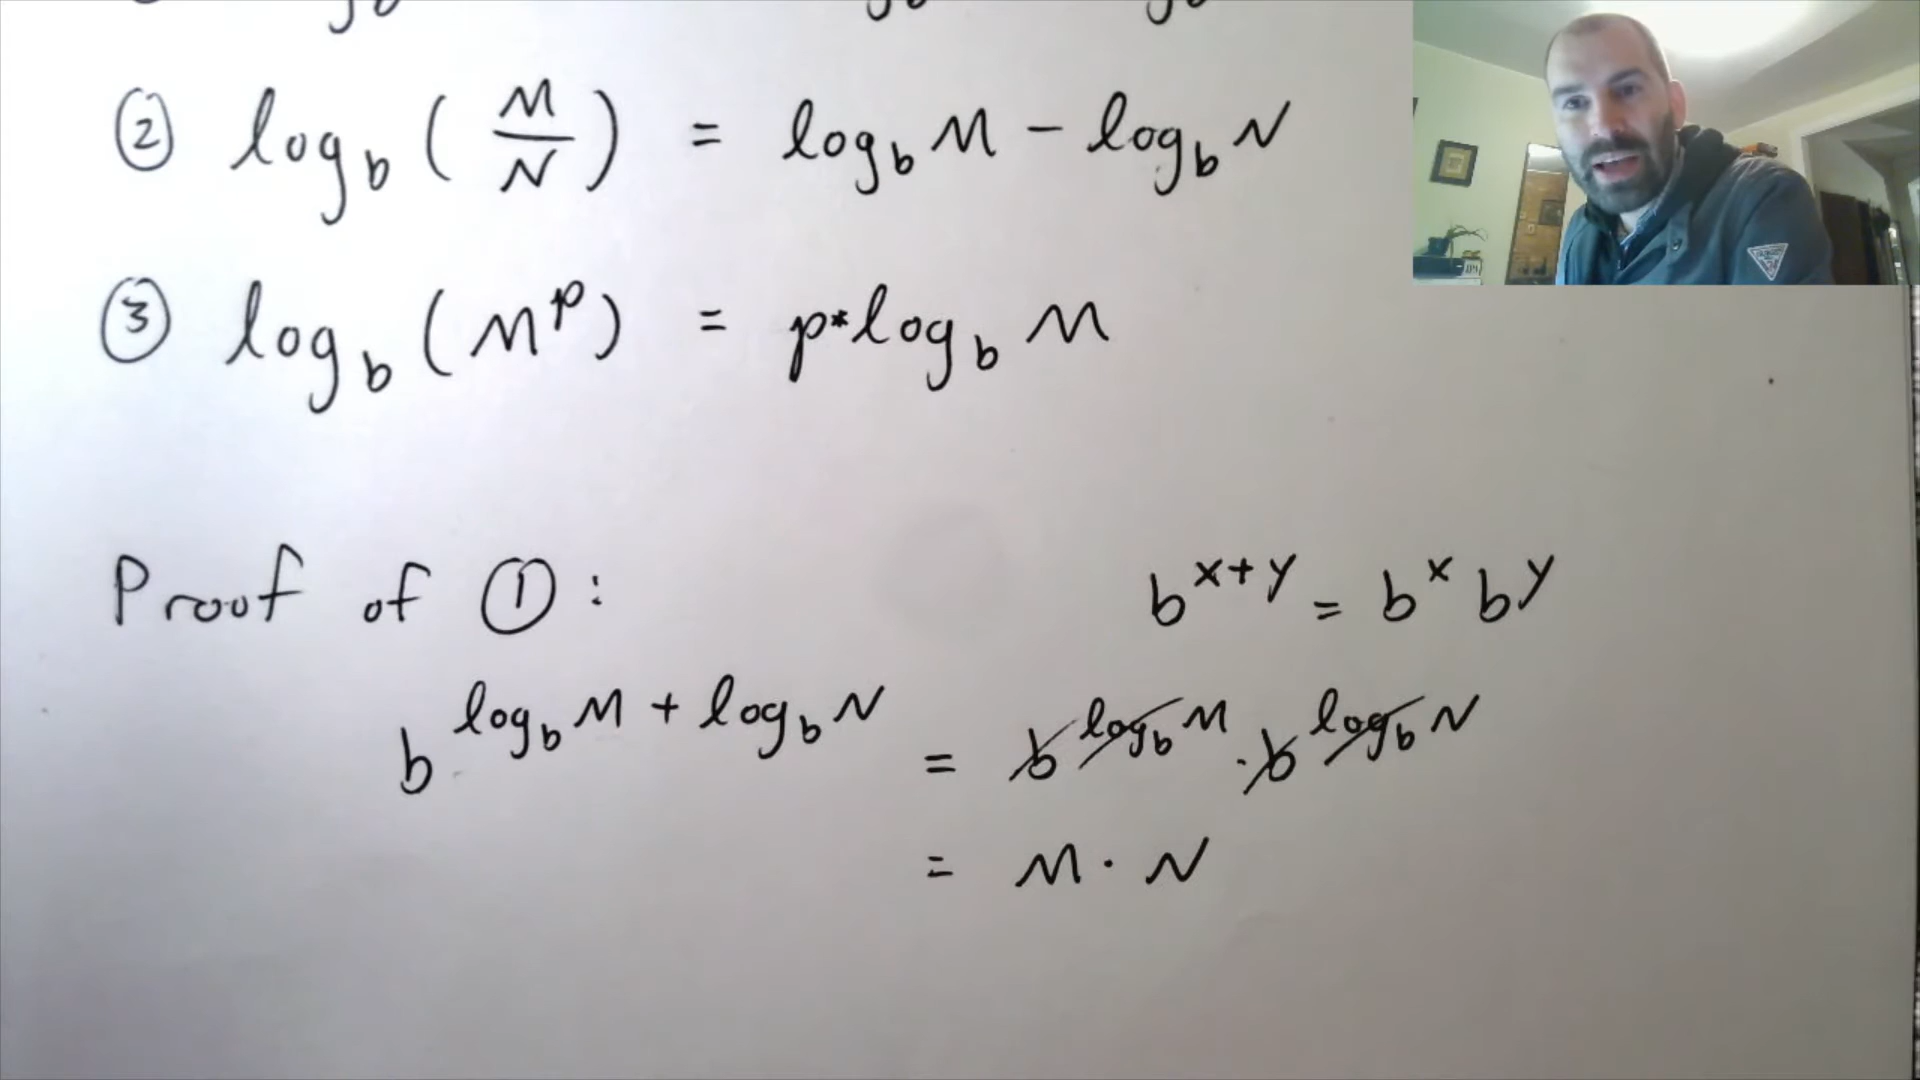 ② log_b (M/N) = log_b M − log_b N
③ log_b (M^p) = p*log_b M
Proof of ①:
b^(x+y) = b^x b^y
b^(log_b M + log_b N) = b^(log_b M) · b^(log_b N)
= M · N